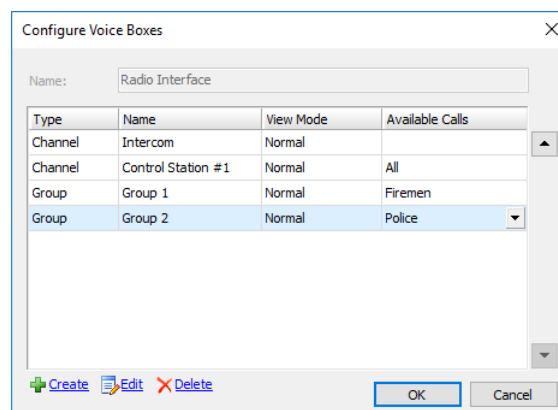 Configure Voice Boxes
Name: Radio Interface
Type Name View Mode Available Calls
Channel Intercom Normal
Channel Control Station #1 Normal All
Group Group 1 Normal Firemen
Group Group 2 Normal Police
Create Edit Delete OK Cancel